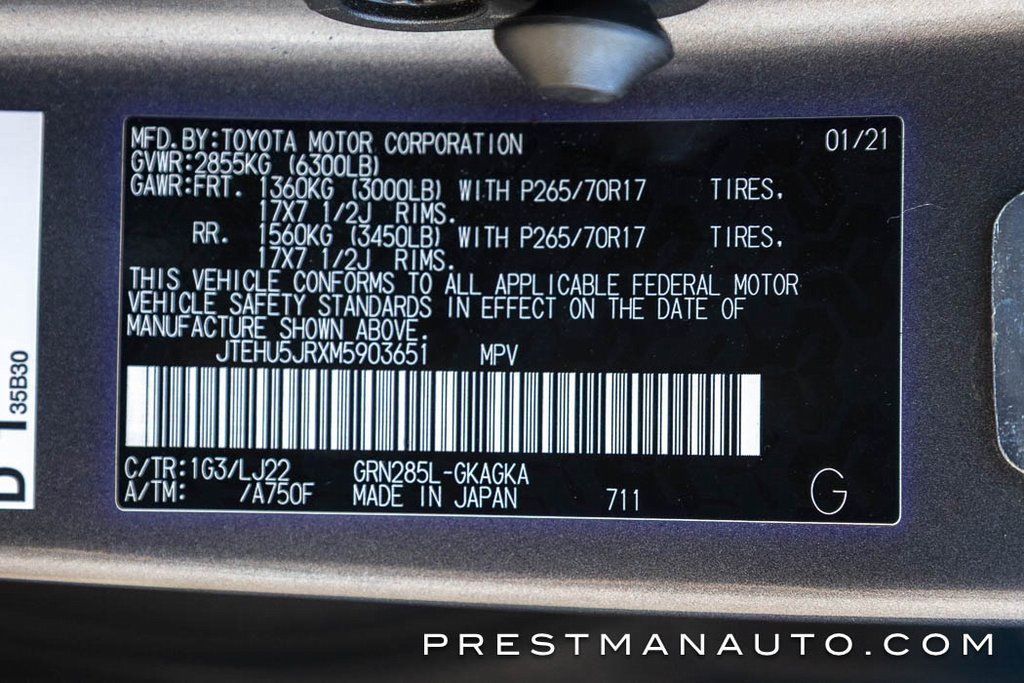 MFD.BY:TOYOTA MOTOR CORPORATION 01/21
GVWR:2855KG (6300LB)
GAWR:FRT. 1360KG (3000LB) WITH P265/70R17 TIRES,
17X7 1/2J RIMS.
RR. 1560KG (3450LB) WITH P265/70R17 TIRES,
17X7 1/2J RIMS.
THIS VEHICLE CONFORMS TO ALL APPLICABLE FEDERAL MOTOR
VEHICLE SAFETY STANDARDS IN EFFECT ON THE DATE OF
MANUFACTURE SHOWN ABOVE.
JTEHU5JRXM5903651 MPV
C/TR:1G3/LJ22 GRN285L-GKAGKA
A/TM: /A750F MADE IN JAPAN 711 G
35B30
PRESTMANAUTO.COM